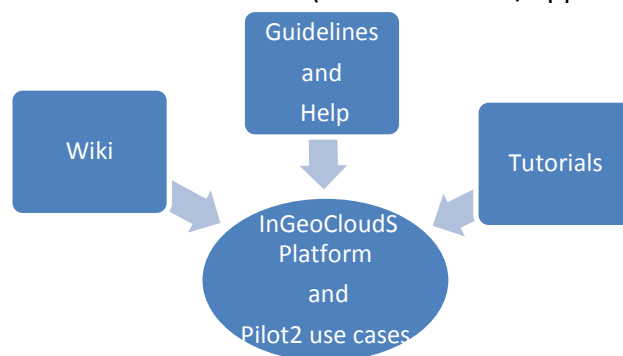 Guidelines
and
Help
Wiki
Tutorials
InGeoCloudS
Platform
and
Pilot2 use cases